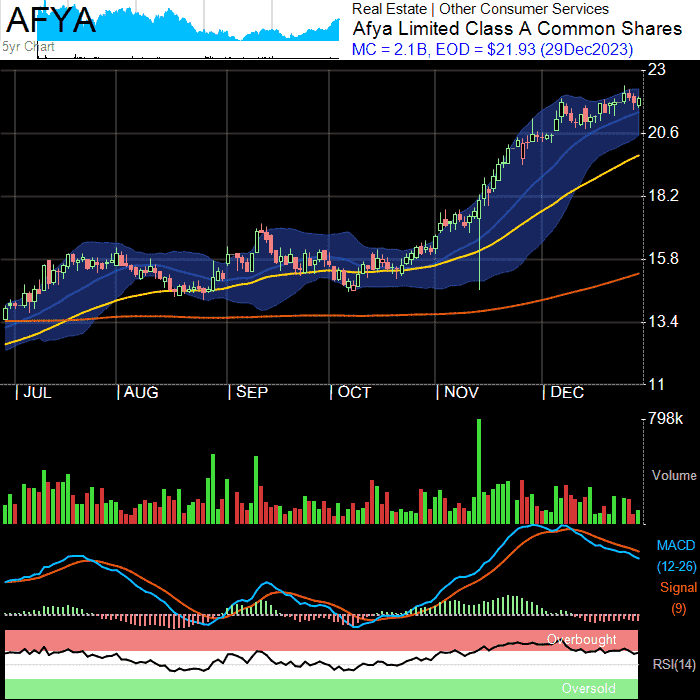 AFYA
5yr Chart
Real Estate | Other Consumer Services
Afya Limited Class A Common Shares
MC = 2.1B, EOD = $21.93 (29Dec2023)
23
20.6
18.2
15.8
13.4
11
| JUL | AUG | SEP | OCT | NOV | DEC
798k
Volume
MACD
(12-26)
Signal
(9)
Overbought
RSI(14)
Oversold